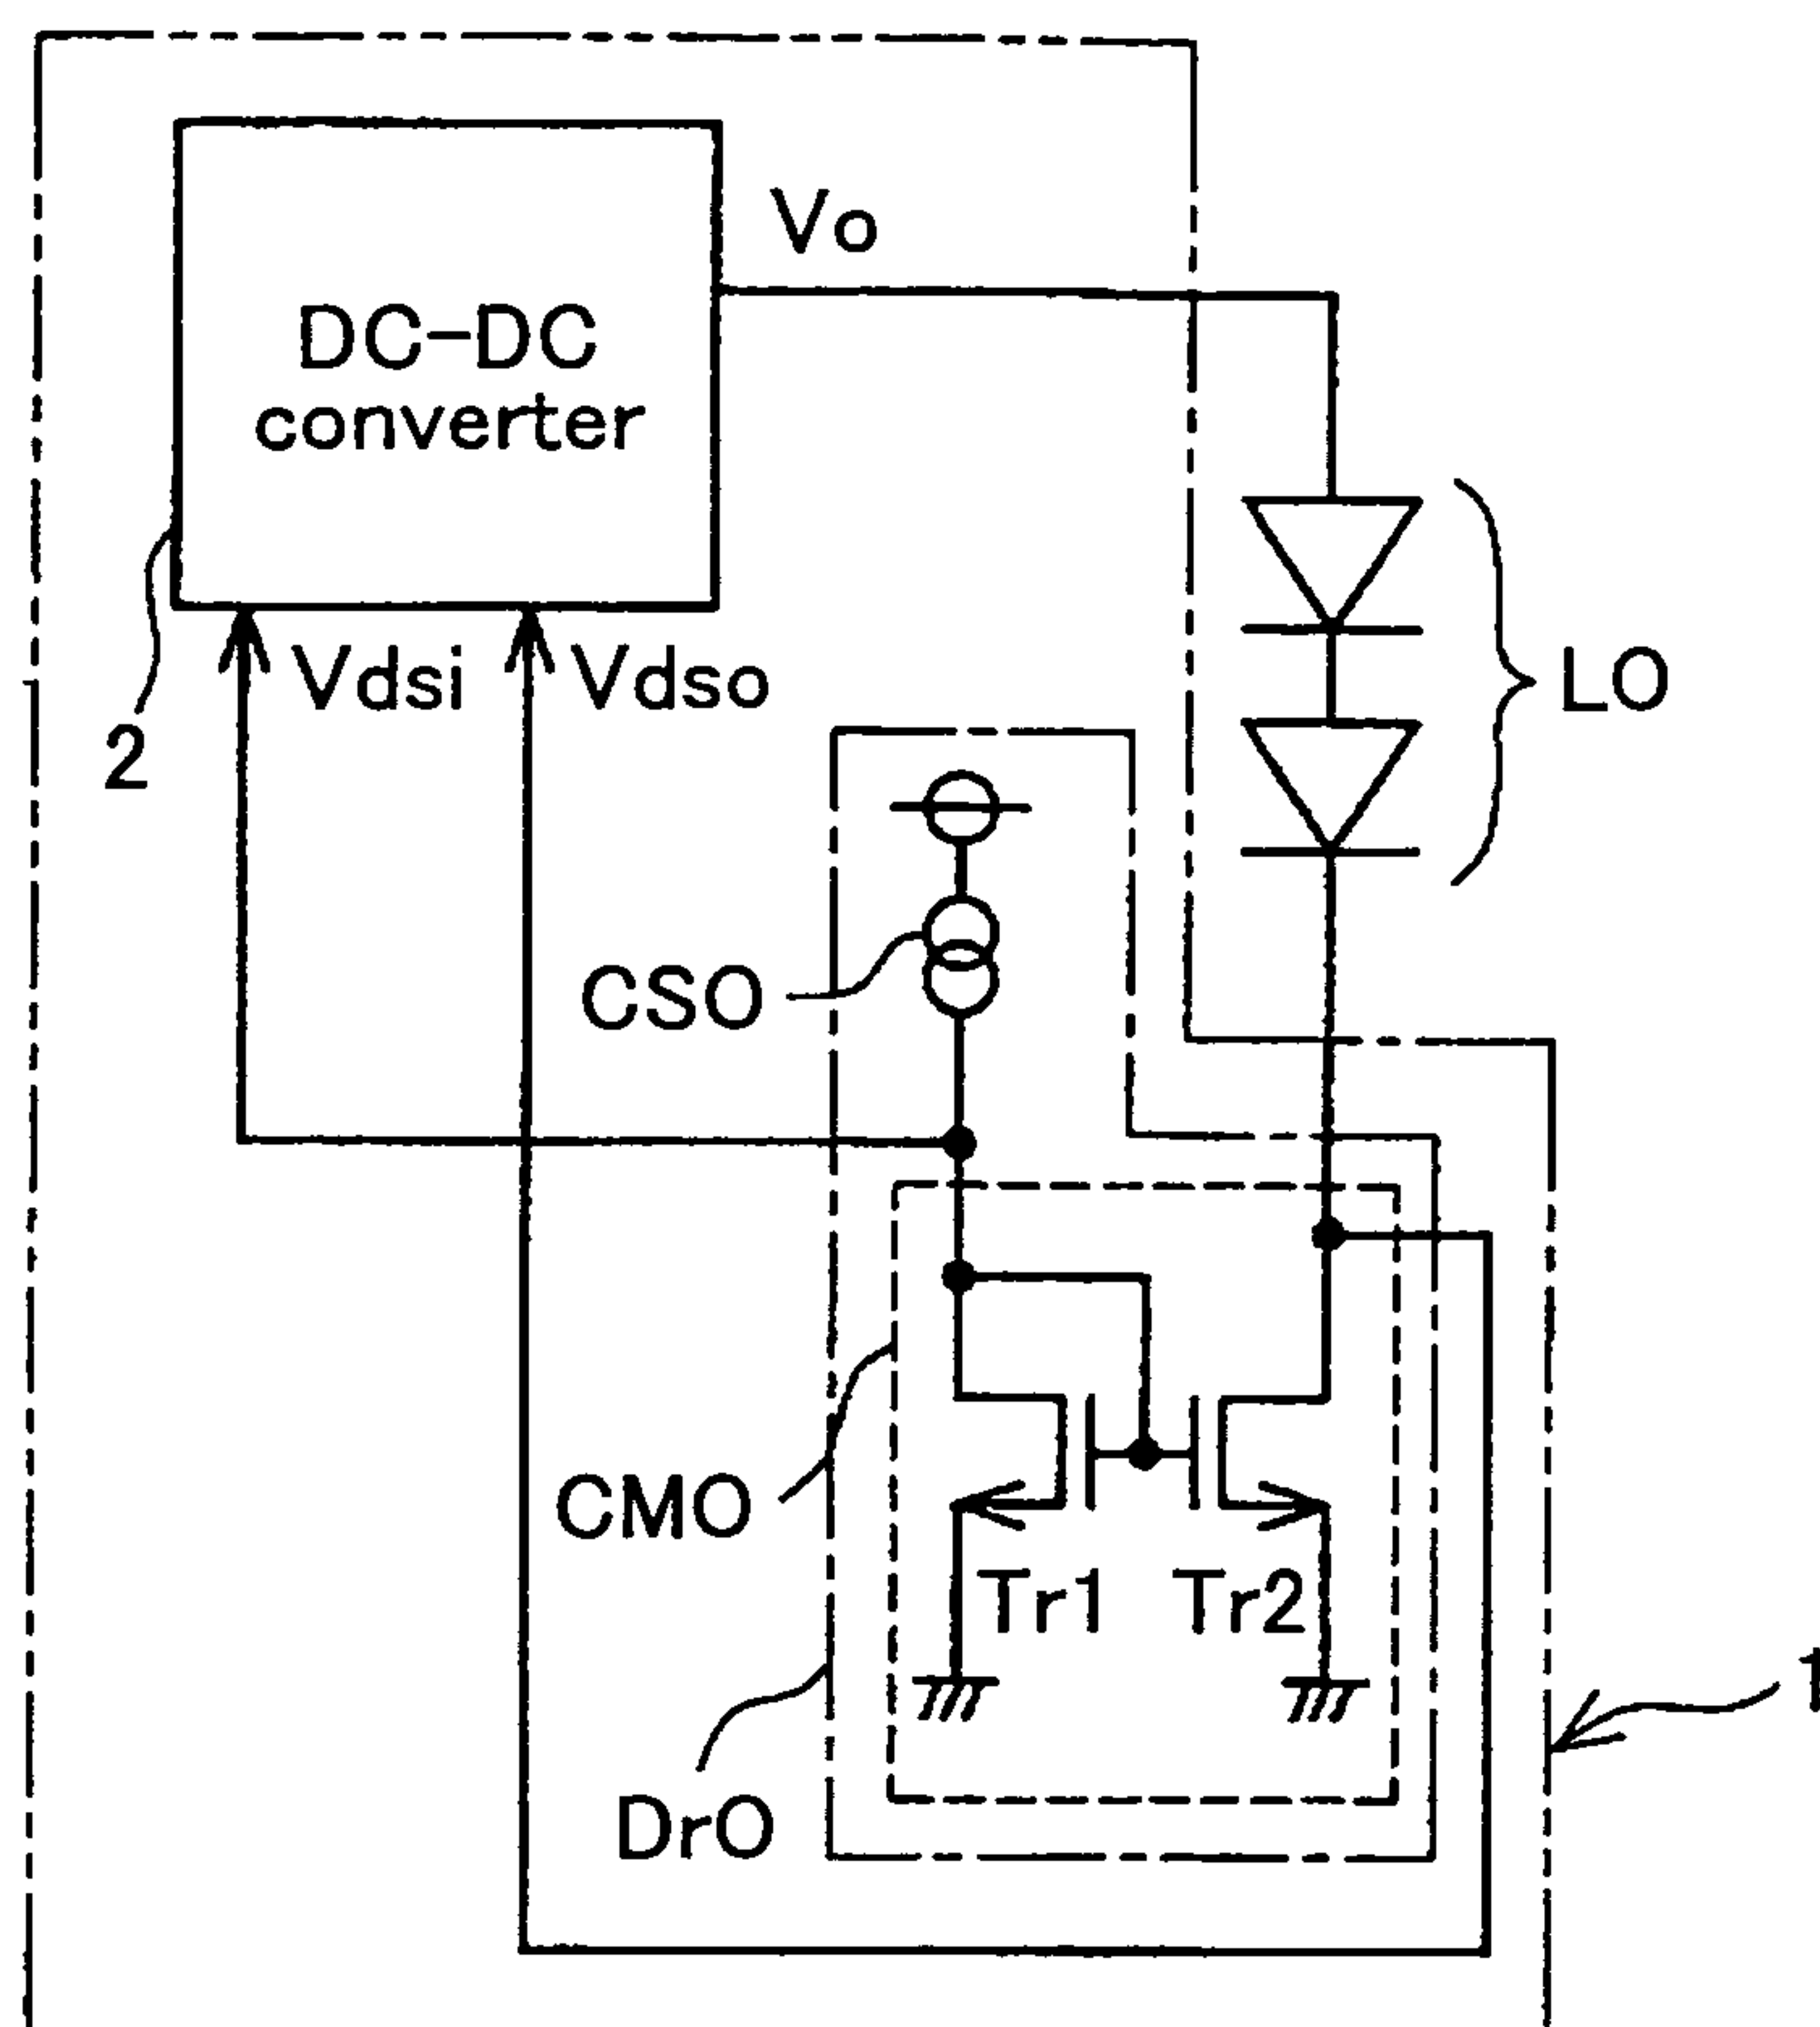 Vo
DC-DC
converter
Vdsi
Vdso
LO
2
CSO
CMO
Tr1
Tr2
1
DrO